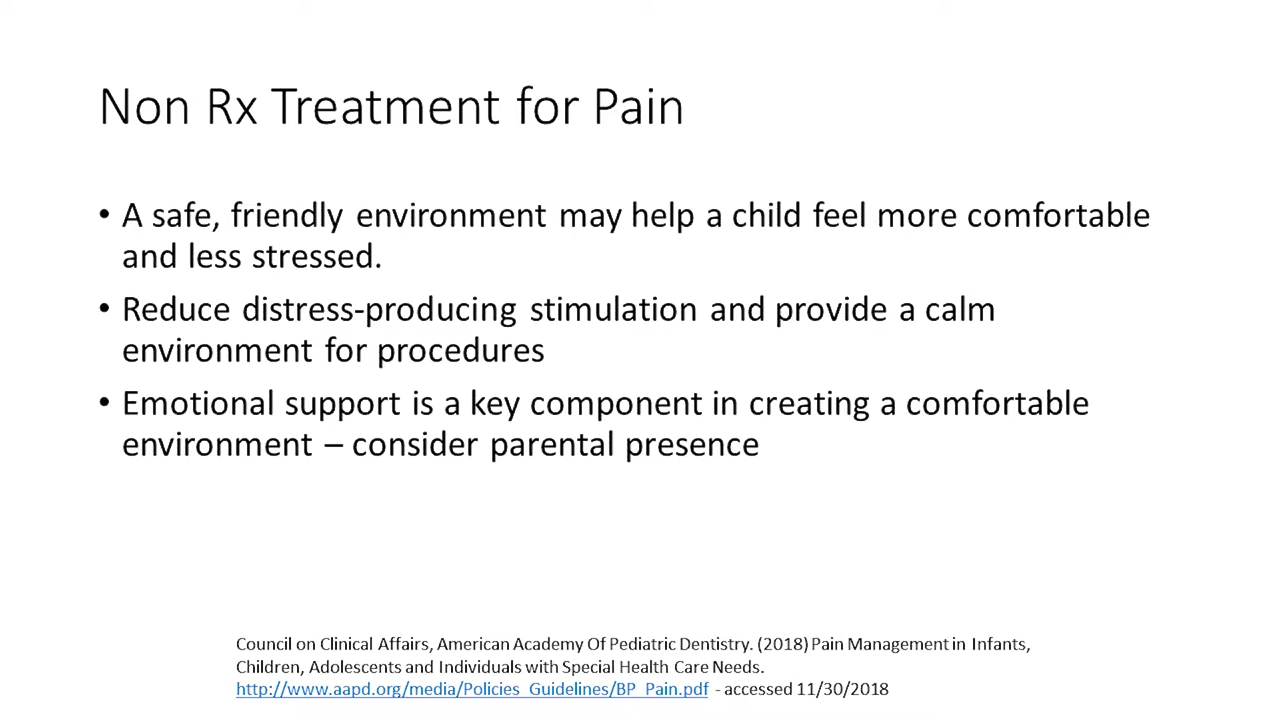 Non Rx Treatment for Pain
• A safe, friendly environment may help a child feel more comfortable
and less stressed.
• Reduce distress-producing stimulation and provide a calm
environment for procedures
• Emotional support is a key component in creating a comfortable
environment – consider parental presence
Council on Clinical Affairs, American Academy Of Pediatric Dentistry. (2018) Pain Management in Infants,
Children, Adolescents and Individuals with Special Health Care Needs.
http://www.aapd.org/media/Policies_Guidelines/BP_Pain.pdf - accessed 11/30/2018